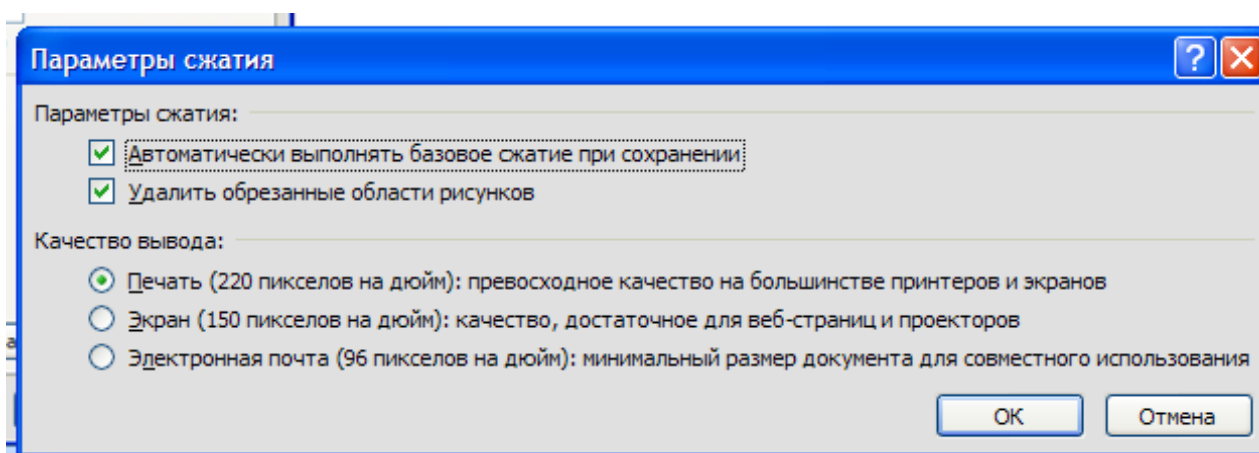 Параметры сжатия
Параметры сжатия:
Автоматически выполнять базовое сжатие при сохранении
Удалить обрезанные области рисунков
Качество вывода:
Печать (220 пикселов на дюйм): превосходное качество на большинстве принтеров и экранов
Экран (150 пикселов на дюйм): качество, достаточное для веб-страниц и проекторов
Электронная почта (96 пикселов на дюйм): минимальный размер документа для совместного использования
ОК Отмена